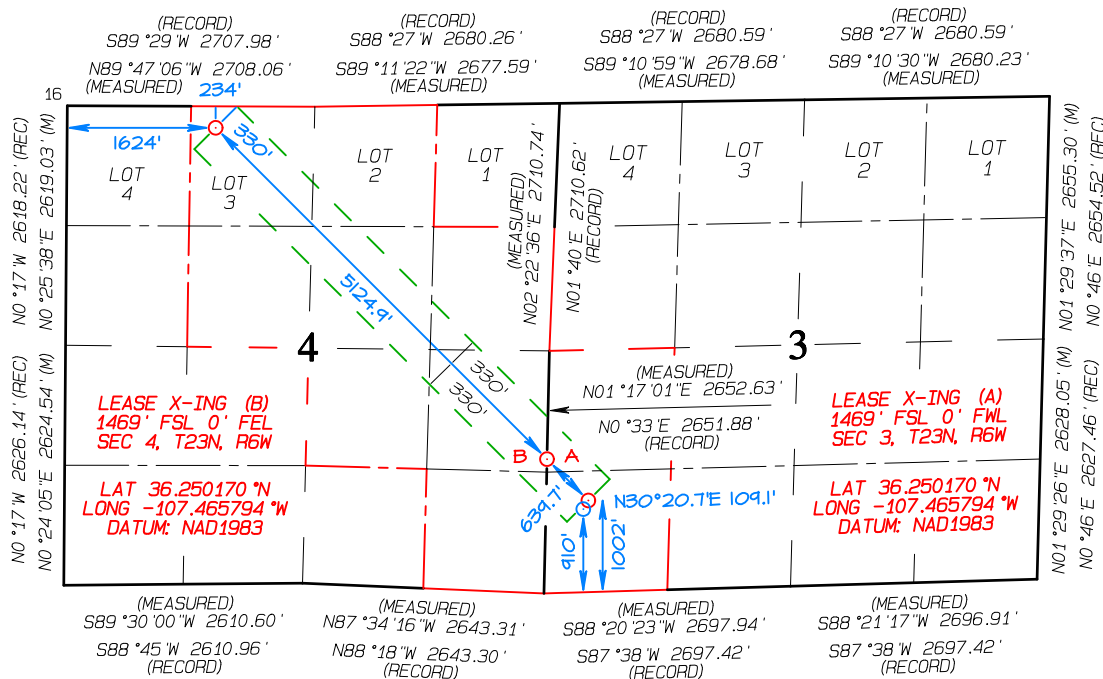 (RECORD)
S89°29'W 2707.98'
N89°47'06"W 2708.06'
(MEASURED)
(RECORD)
S88°27'W 2680.26'
S89°11'22"W 2677.59'
(MEASURED)
(RECORD)
S88°27'W 2680.59'
S89°10'59"W 2678.68'
(MEASURED)
(RECORD)
S88°27'W 2680.59'
S89°10'30"W 2680.23'
(MEASURED)
16
234'
1624'
330'
LOT
4
LOT
3
LOT
2
LOT
1
LOT
4
LOT
3
LOT
2
LOT
1
N0°17'W 2618.22' (REC)
N0°25'38"E 2619.03' (M)
(MEASURED)
N02°22'36"E 2710.74'
N01°40'E 2710.62'
(RECORD)
N01°29'37"E 2655.30' (M)
N0°46'E 2654.52' (REC)
5124.9'
4
3
330'
330'
(MEASURED)
N01°17'01"E 2652.63'
N0°33'E 2651.88'
(RECORD)
N0°17'W 2626.14' (REC)
N0°24'05"E 2624.54' (M)
LEASE X-ING (B)
1469' FSL 0' FEL
SEC 4, T23N, R6W
LAT 36.250170°N
LONG -107.465794°W
DATUM: NAD1983
LEASE X-ING (A)
1469' FSL 0' FWL
SEC 3, T23N, R6W
LAT 36.250170°N
LONG -107.465794°W
DATUM: NAD1983
B
A
639.7'
N30°20.7'E 109.1'
910'
1002'
N01°29'26"E 2628.05' (M)
N0°46'E 2627.46' (REC)
(MEASURED)
S89°30'00"W 2610.60'
S88°45'W 2610.96'
(RECORD)
(MEASURED)
N87°34'16"W 2643.31'
N88°18'W 2643.30'
(RECORD)
(MEASURED)
S88°20'23"W 2697.94'
S87°38'W 2697.42'
(RECORD)
(MEASURED)
S88°21'17"W 2696.91'
S87°38'W 2697.42'
(RECORD)